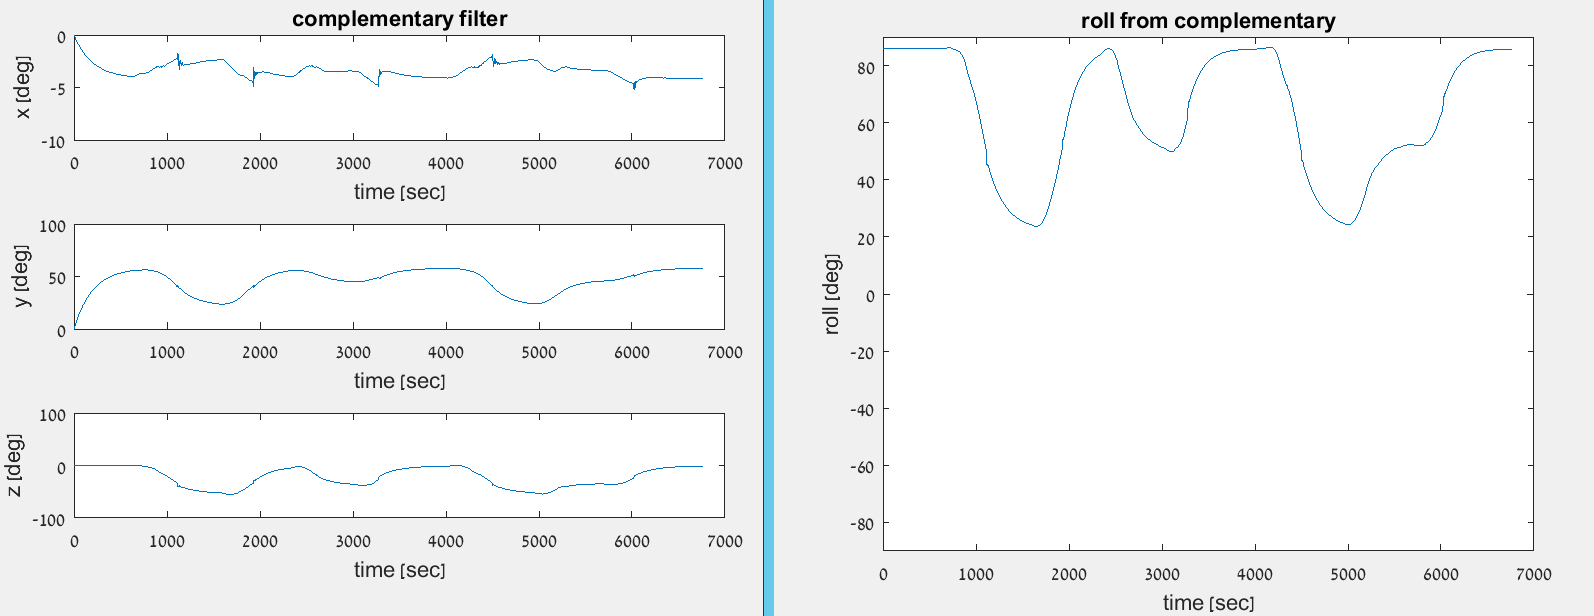 complementary filter
0
-5
-10
x [deg]
0 1000 2000 3000 4000 5000 6000 7000
time [sec]
100
50
0
y [deg]
0 1000 2000 3000 4000 5000 6000 7000
time [sec]
100
0
-100
z [deg]
0 1000 2000 3000 4000 5000 6000 7000
time [sec]
roll from complementary
80
60
40
20
0
-20
-40
-60
-80
roll [deg]
0 1000 2000 3000 4000 5000 6000 7000
time [sec]